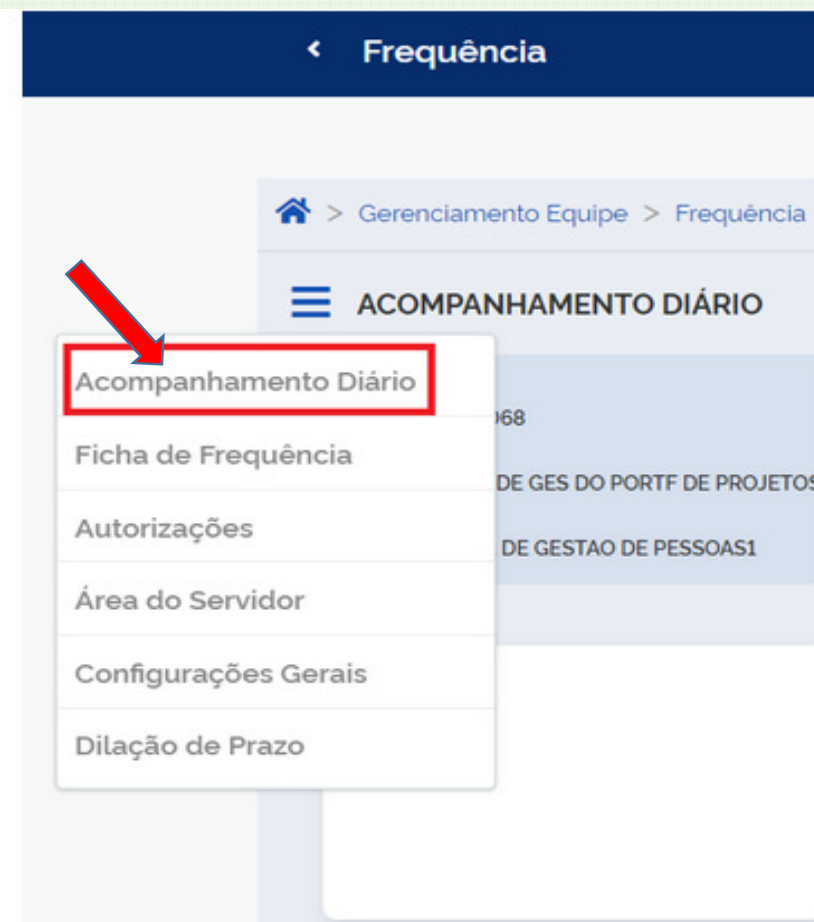 Frequência
> Gerenciamento Equipe > Frequência
ACOMPANHAMENTO DIÁRIO
Acompanhamento Diário
Ficha de Frequência
Autorizações
Área do Servidor
Configurações Gerais
Dilação de Prazo
068
DE GES DO PORTF DE PROJETOS
DE GESTAO DE PESSOAS1